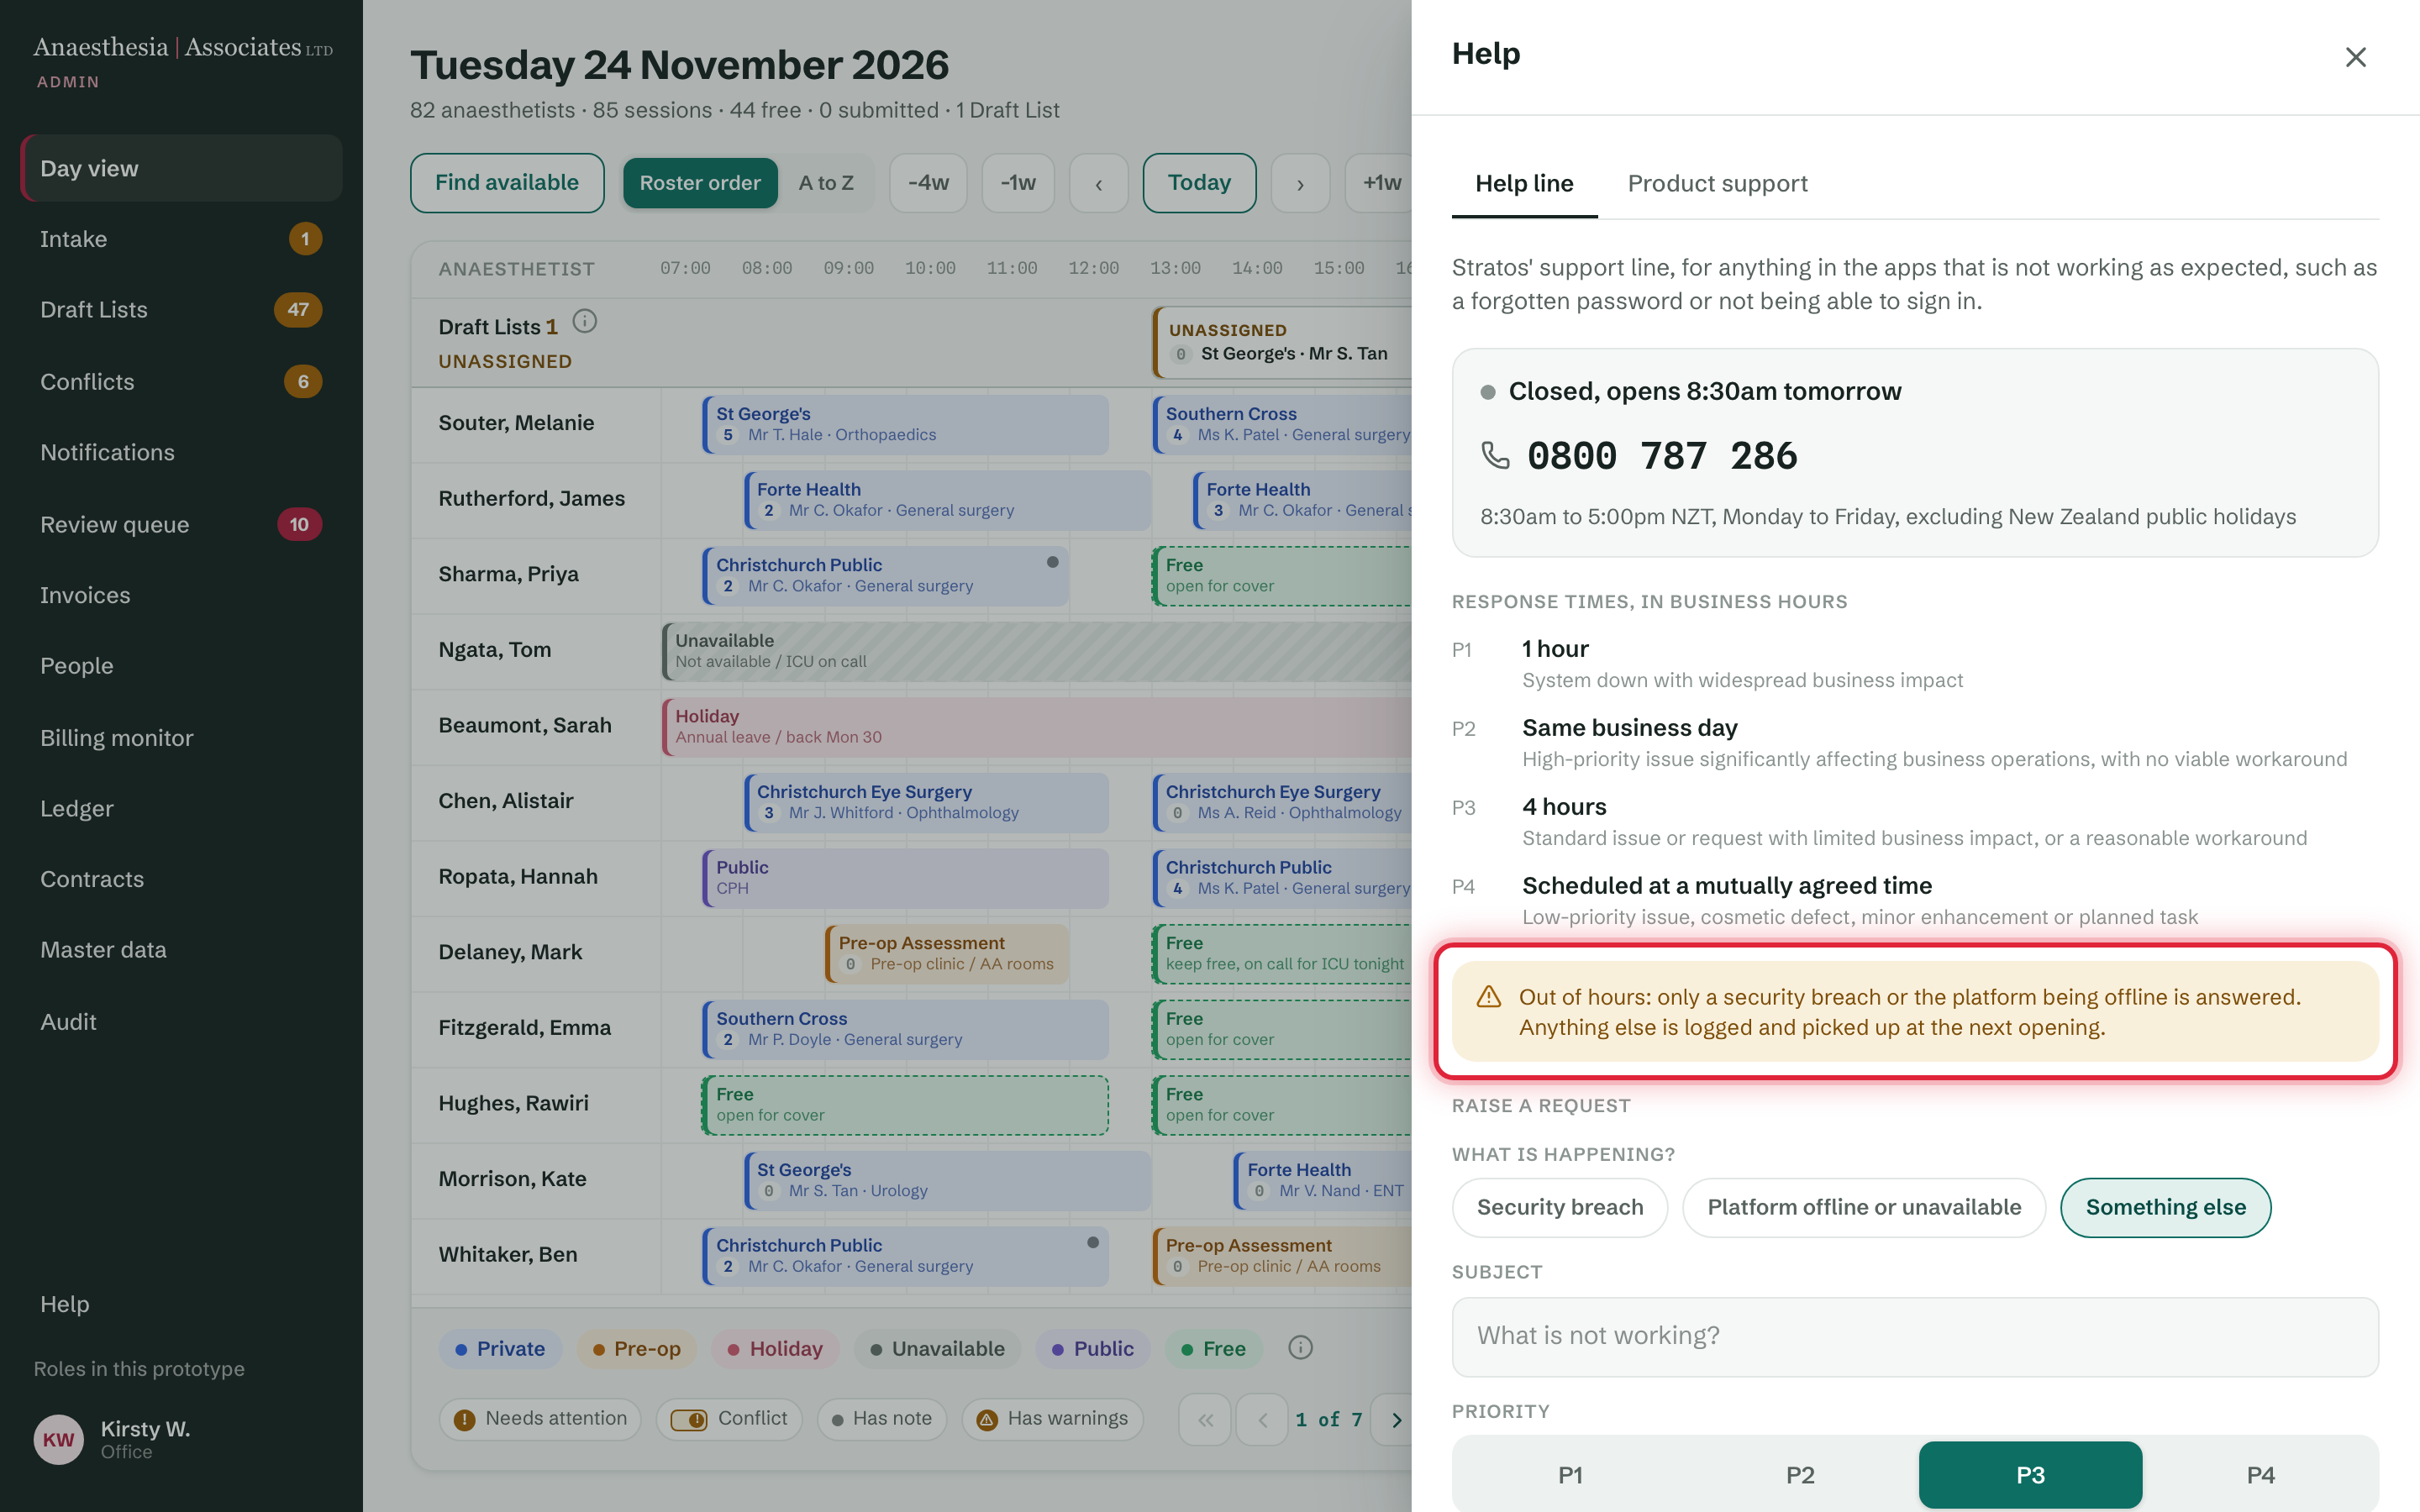 Anaesthesia | Associates LTD
ADMIN
Day view
Intake 1
Draft Lists 47
Conflicts 6
Notifications
Review queue 10
Invoices
People
Billing monitor
Ledger
Contracts
Master data
Audit
Help
Roles in this prototype
KW
Kirsty W.
Office
Tuesday 24 November 2026
82 anaesthetists · 85 sessions · 44 free · 0 submitted · 1 Draft List
Find available
Roster order
A to Z
-4w
-1w
‹
Today
›
+1w
ANAESTHETIST 07:00 08:00 09:00 10:00 11:00 12:00 13:00 14:00 15:00 16
Draft Lists 1
UNASSIGNED
UNASSIGNED
0 St George's · Mr S. Tan
Souter, Melanie
St George's
5 Mr T. Hale · Orthopaedics
Southern Cross
4 Ms K. Patel · General surgery
Rutherford, James
Forte Health
2 Mr C. Okafor · General surgery
Forte Health
3 Mr C. Okafor · General s
Sharma, Priya
Christchurch Public
2 Mr C. Okafor · General surgery
Free
open for cover
Ngata, Tom
Unavailable
Not available / ICU on call
Beaumont, Sarah
Holiday
Annual leave / back Mon 30
Chen, Alistair
Christchurch Eye Surgery
3 Mr J. Whitford · Ophthalmology
Christchurch Eye Surgery
0 Ms A. Reid · Ophthalmology
Ropata, Hannah
Public
CPH
Christchurch Public
4 Ms K. Patel · General surgery
Delaney, Mark
Pre-op Assessment
0 Pre-op clinic / AA rooms
Free
keep free, on call for ICU tonight
Fitzgerald, Emma
Southern Cross
2 Mr P. Doyle · General surgery
Free
open for cover
Hughes, Rawiri
Free
open for cover
Free
open for cover
Morrison, Kate
St George's
0 Mr S. Tan · Urology
Forte Health
0 Mr V. Nand · ENT
Whitaker, Ben
Christchurch Public
2 Mr C. Okafor · General surgery
Pre-op Assessment
0 Pre-op clinic / AA rooms
Private
Pre-op
Holiday
Unavailable
Public
Free
Needs attention
Conflict
Has note
Has warnings
«
‹
1 of 7
›
Help
Help line
Product support
Stratos' support line, for anything in the apps that is not working as expected, such as
a forgotten password or not being able to sign in.
Closed, opens 8:30am tomorrow
0800 787 286
8:30am to 5:00pm NZT, Monday to Friday, excluding New Zealand public holidays
RESPONSE TIMES, IN BUSINESS HOURS
P1 1 hour
System down with widespread business impact
P2 Same business day
High-priority issue significantly affecting business operations, with no viable workaround
P3 4 hours
Standard issue or request with limited business impact, or a reasonable workaround
P4 Scheduled at a mutually agreed time
Low-priority issue, cosmetic defect, minor enhancement or planned task
Out of hours: only a security breach or the platform being offline is answered.
Anything else is logged and picked up at the next opening.
RAISE A REQUEST
WHAT IS HAPPENING?
Security breach
Platform offline or unavailable
Something else
SUBJECT
What is not working?
PRIORITY
P1
P2
P3
P4